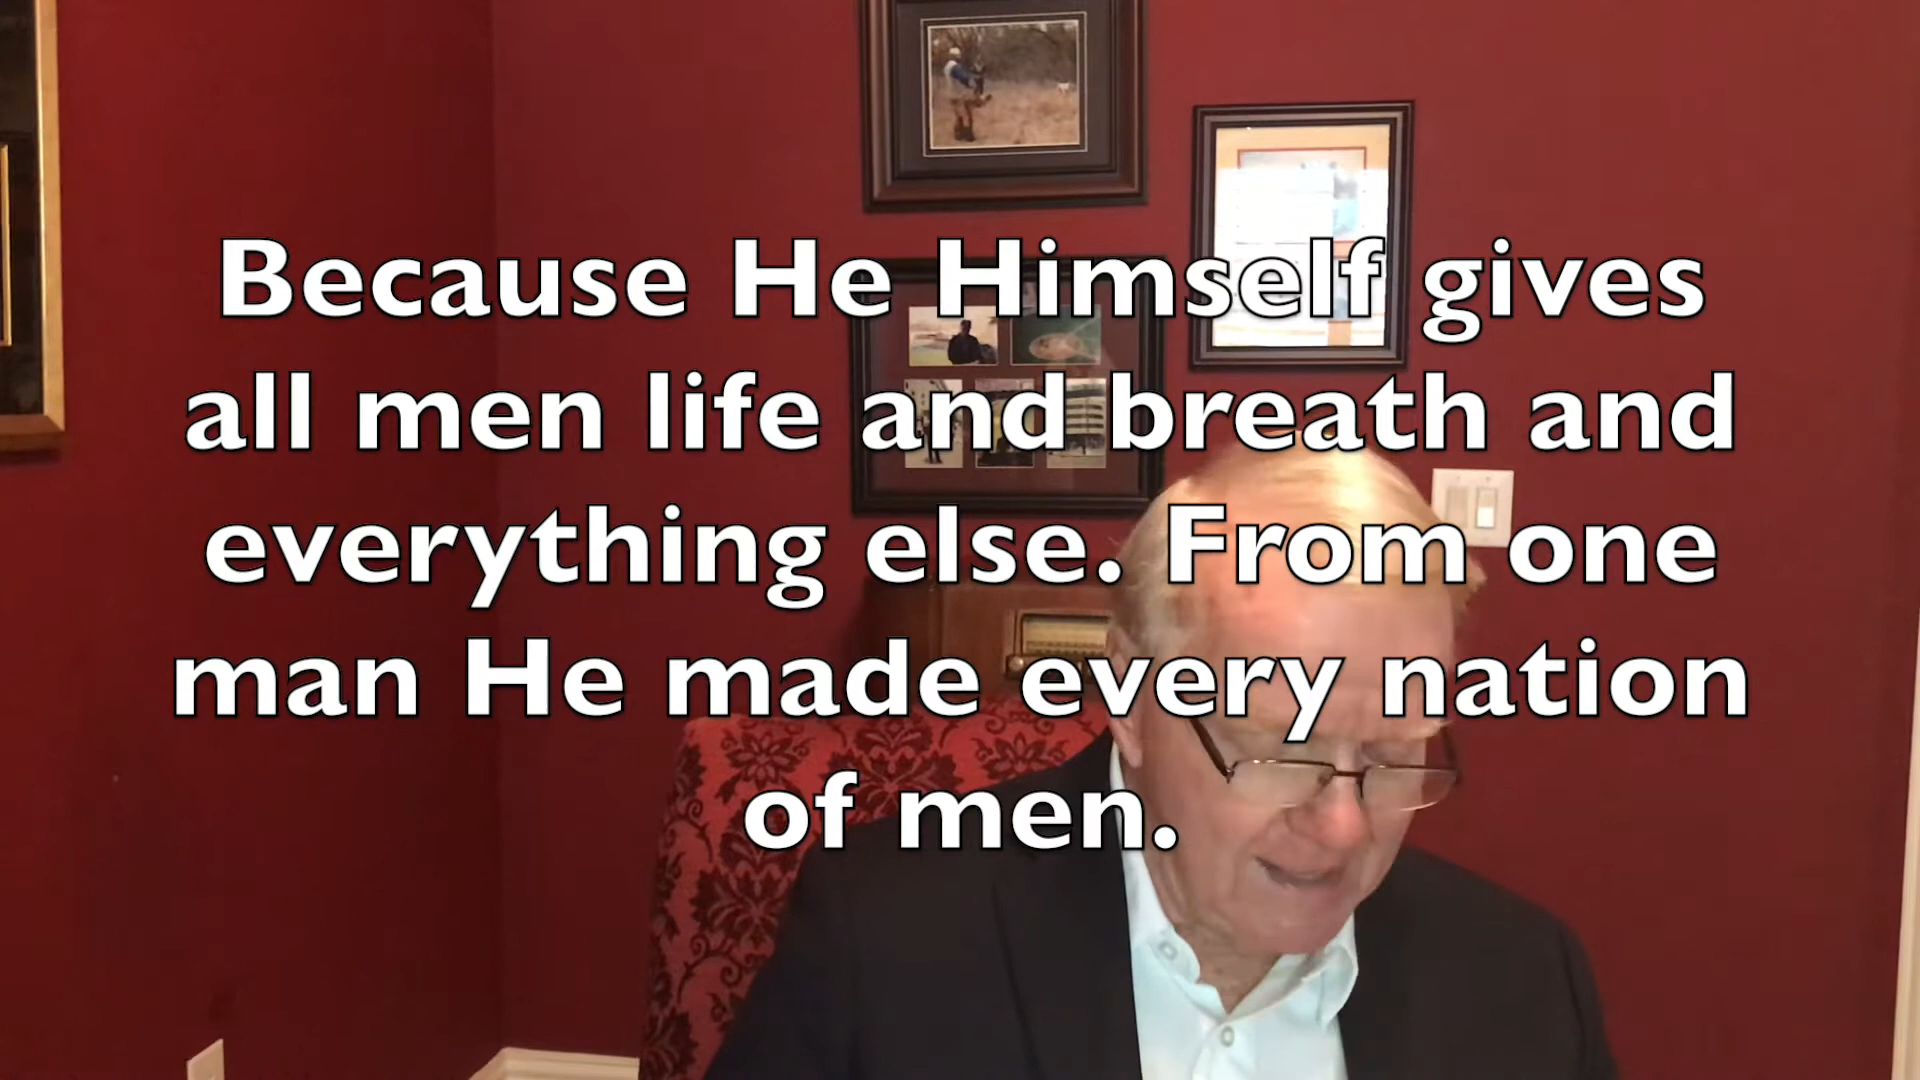 Because He Himself gives
all men life and breath and
everything else. From one
man He made every nation
of men.